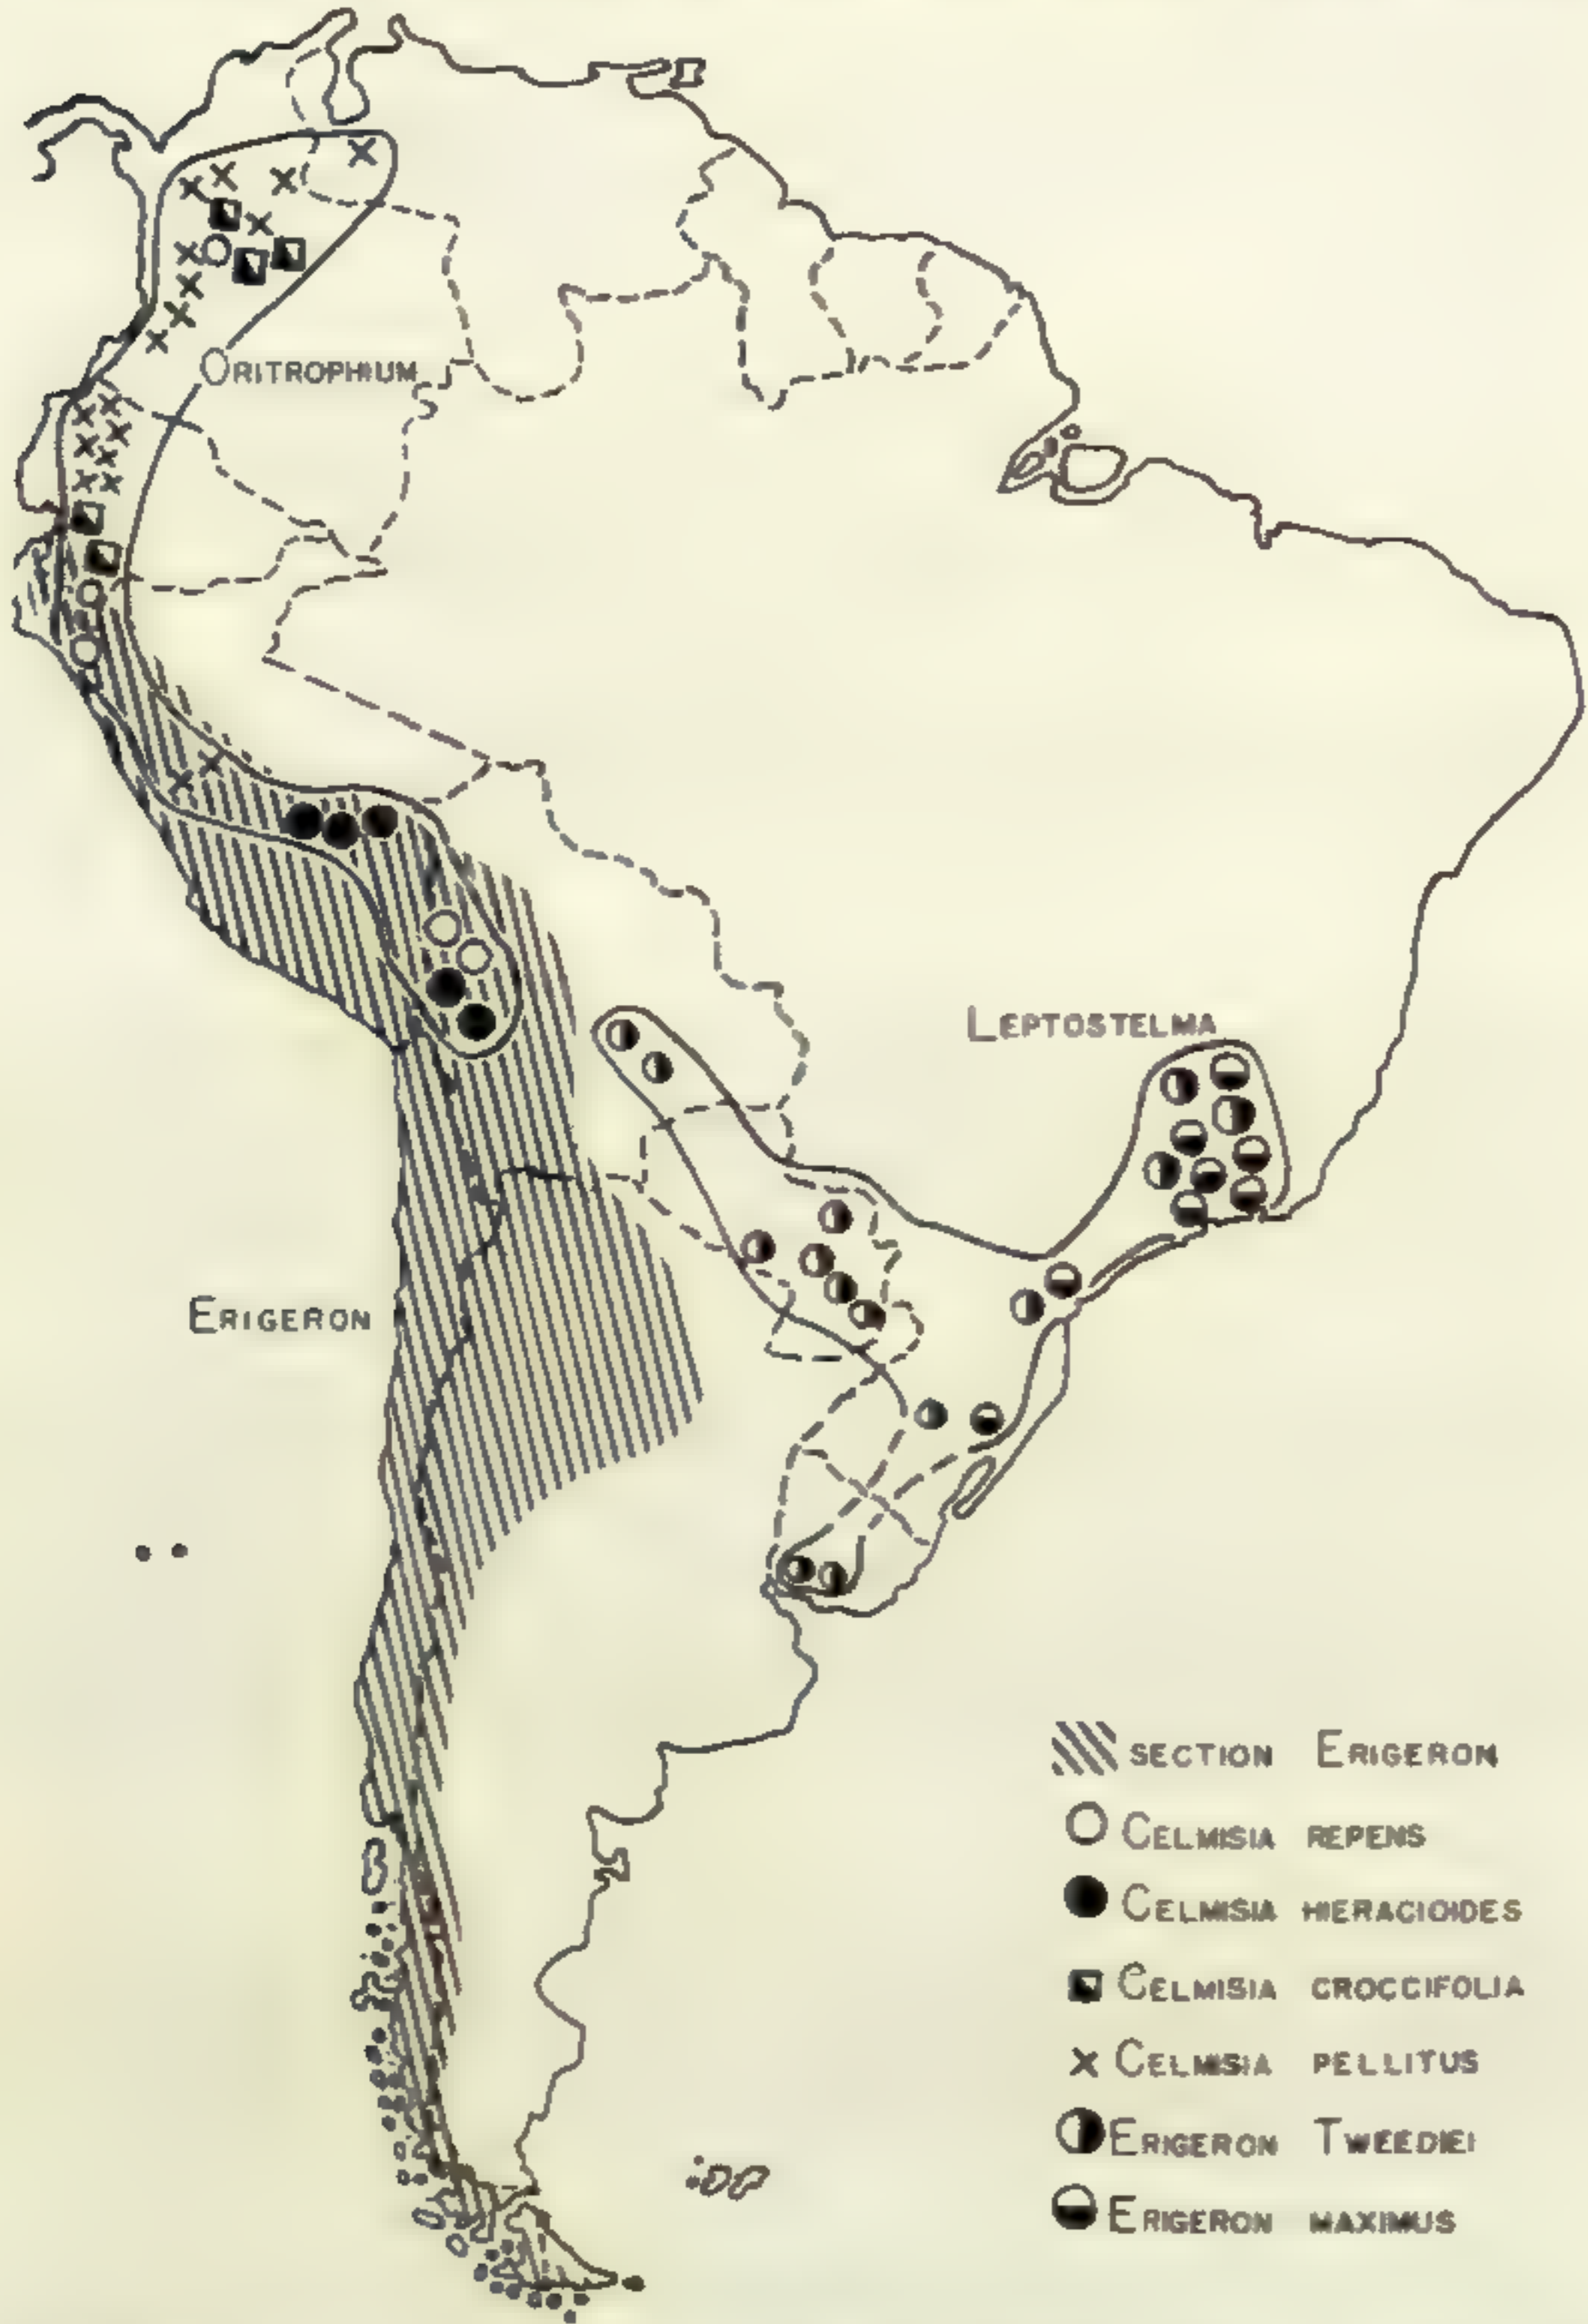 ORITROPHIUM
LEPTOSTELMA
ERIGERON
SECTION ERIGERON
CELMISIA REPENS
CELMISIA HIERACIOIDES
CELMISIA CROCCIFOLIA
CELMISIA PELLITUS
ERIGERON TWEEDIEI
ERIGERON MAXIMUS